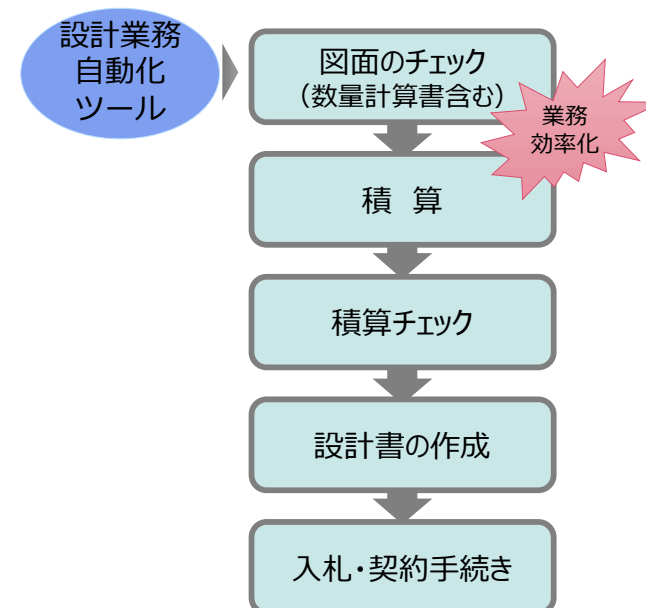 設計業務
自動化
ツール
図面のチェック
（数量計算書含む）
業務
効率化
積 算
積算チェック
設計書の作成
入札・契約手続き